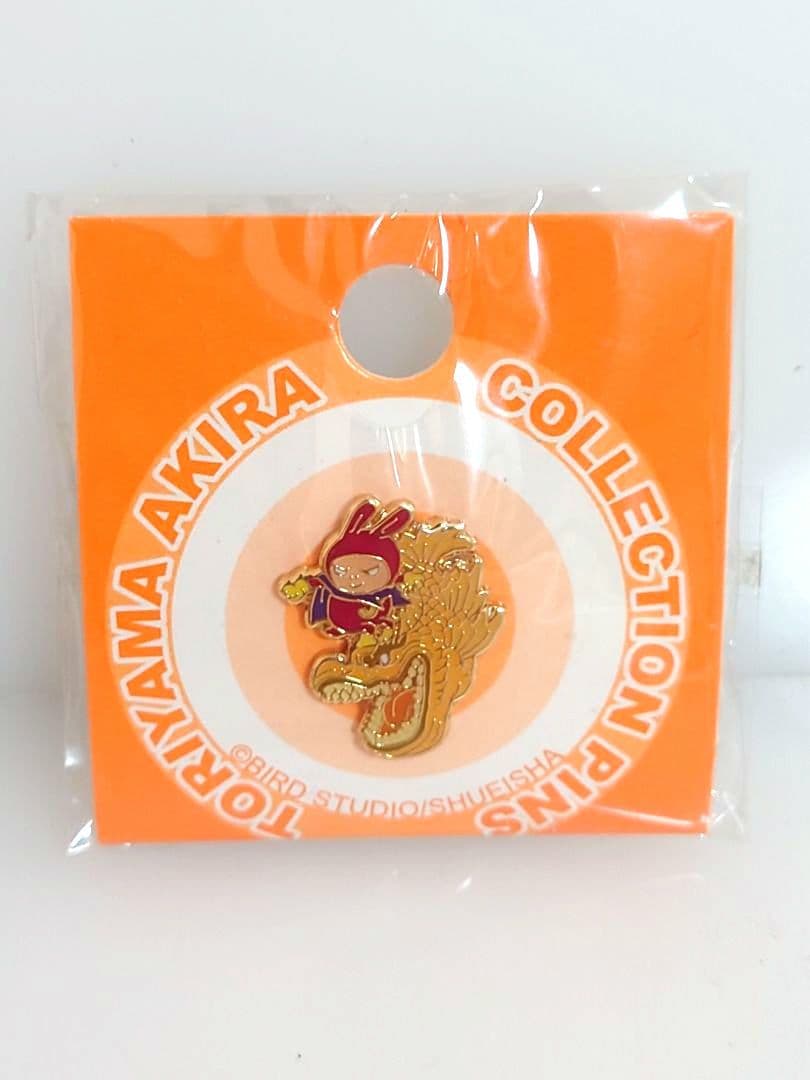 TORIYAMA AKIRA
COLLECTION PINS
©BIRD STUDIO/SHUEISHA